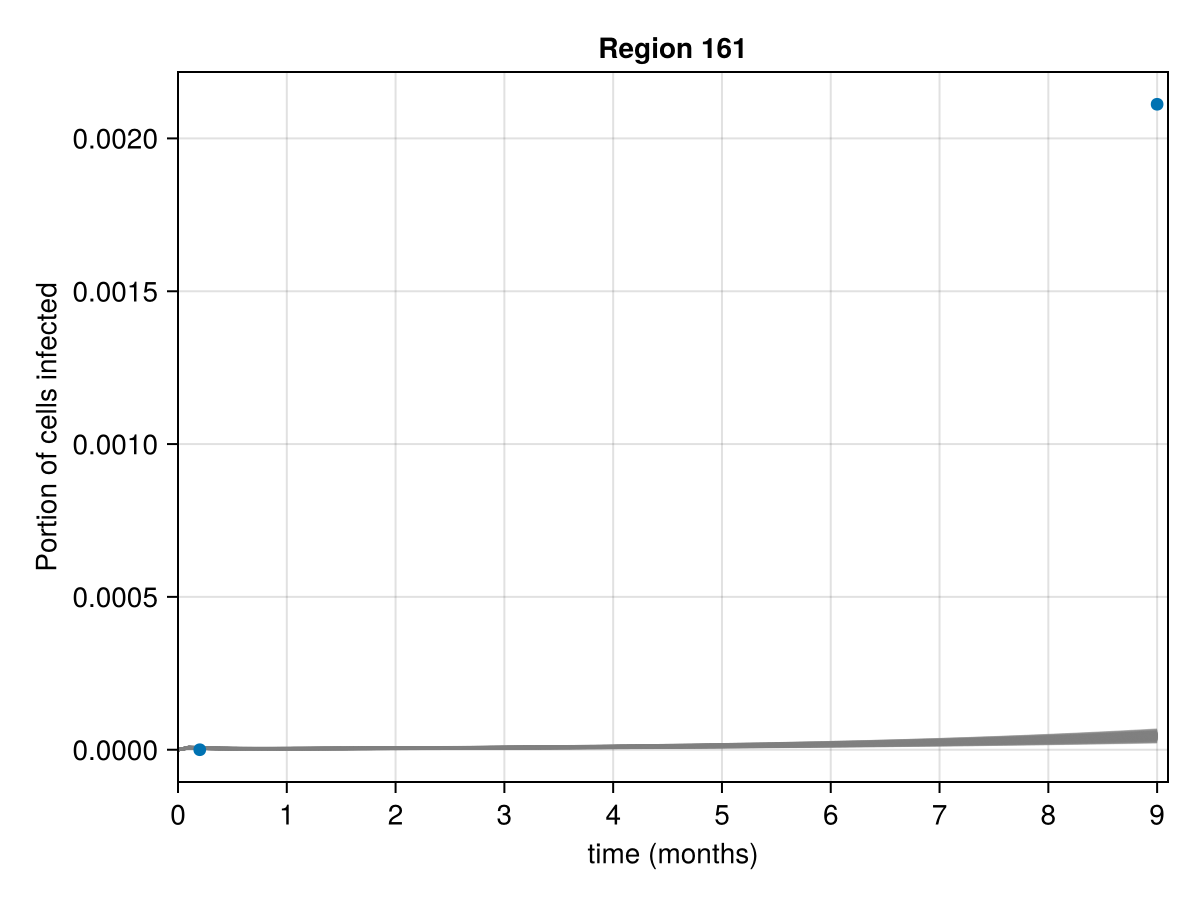 Region 161
Portion of cells infected
0.0020
0.0015
0.0010
0.0005
0.0000
0 1 2 3 4 5 6 7 8 9
time (months)